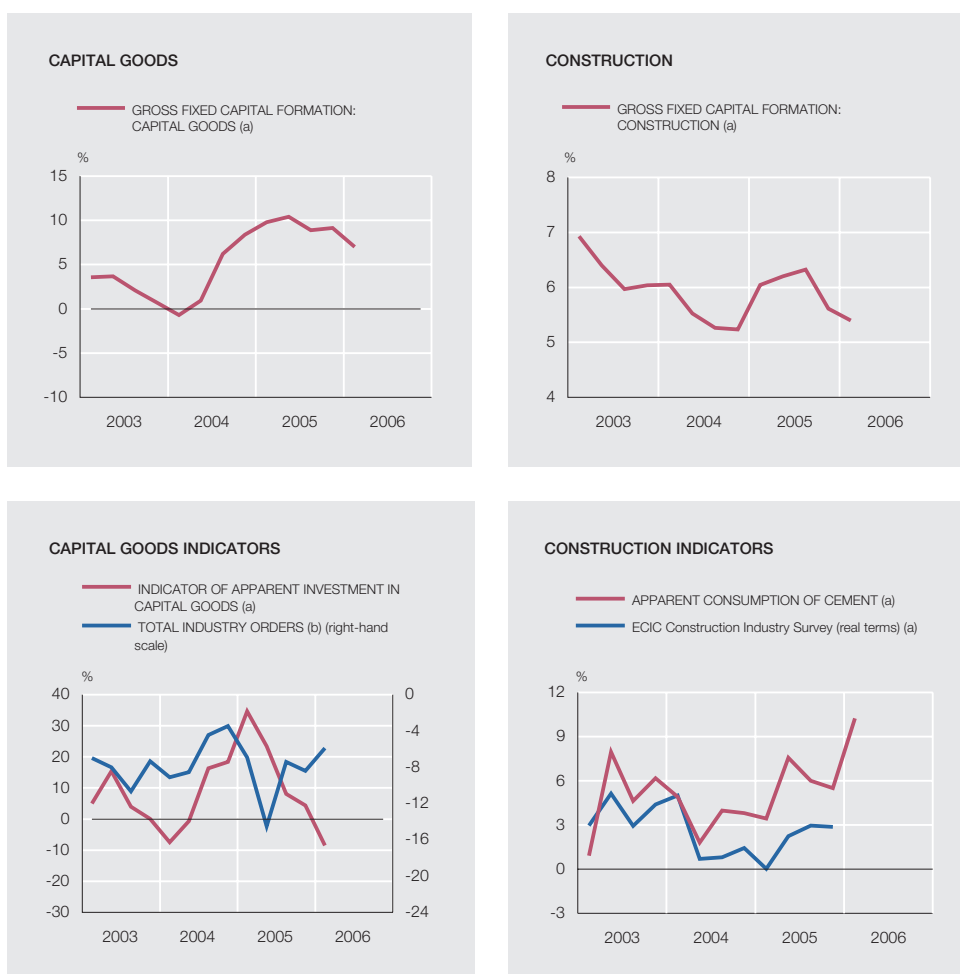 CAPITAL GOODS
GROSS FIXED CAPITAL FORMATION:
CAPITAL GOODS (a)
%
15
10
5
0
-5
-10
2003 2004 2005 2006
CONSTRUCTION
GROSS FIXED CAPITAL FORMATION:
CONSTRUCTION (a)
%
8
7
6
5
4
2003 2004 2005 2006
CAPITAL GOODS INDICATORS
INDICATOR OF APPARENT INVESTMENT IN
CAPITAL GOODS (a)
TOTAL INDUSTRY ORDERS (b) (right-hand
scale)
%
40 0
30 -4
20 -8
10 -12
0 -16
-10 -20
-20 -24
-30
2003 2004 2005 2006
CONSTRUCTION INDICATORS
APPARENT CONSUMPTION OF CEMENT (a)
ECIC Construction Industry Survey (real terms) (a)
%
12
9
6
3
0
-3
2003 2004 2005 2006